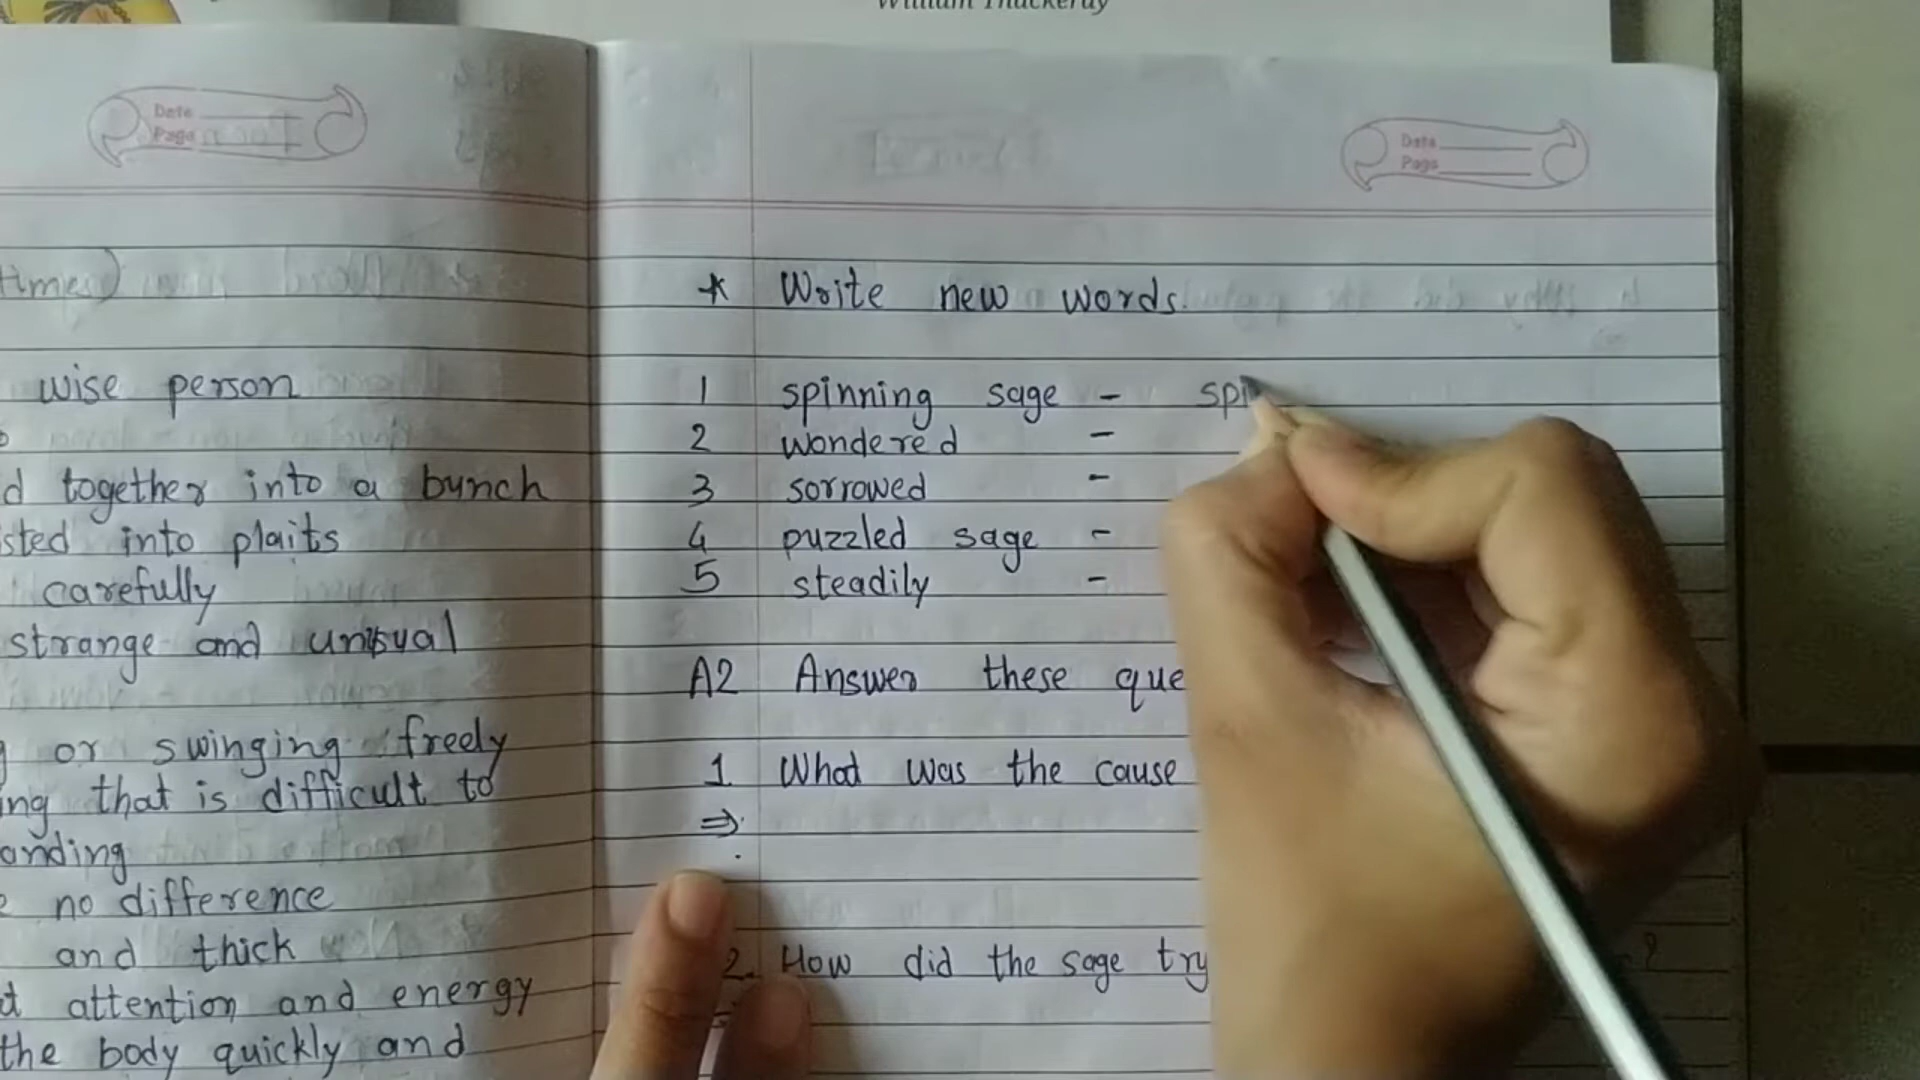 William Thackeray
Date
Page
time)
wise person
d together into a bunch
sted into plaits
carefully
strange and unusual
or swinging freely
ing that is difficult to
anding
no difference
and thick
attention and energy
the body quickly and
Date
Page
* Write new words.
1 spinning sage - spi
2 wondered -
3 sorrowed -
4 puzzled sage -
5 steadily -
A2 Answer these que
1 What was the cause
⇒
2. How did the sage try ?